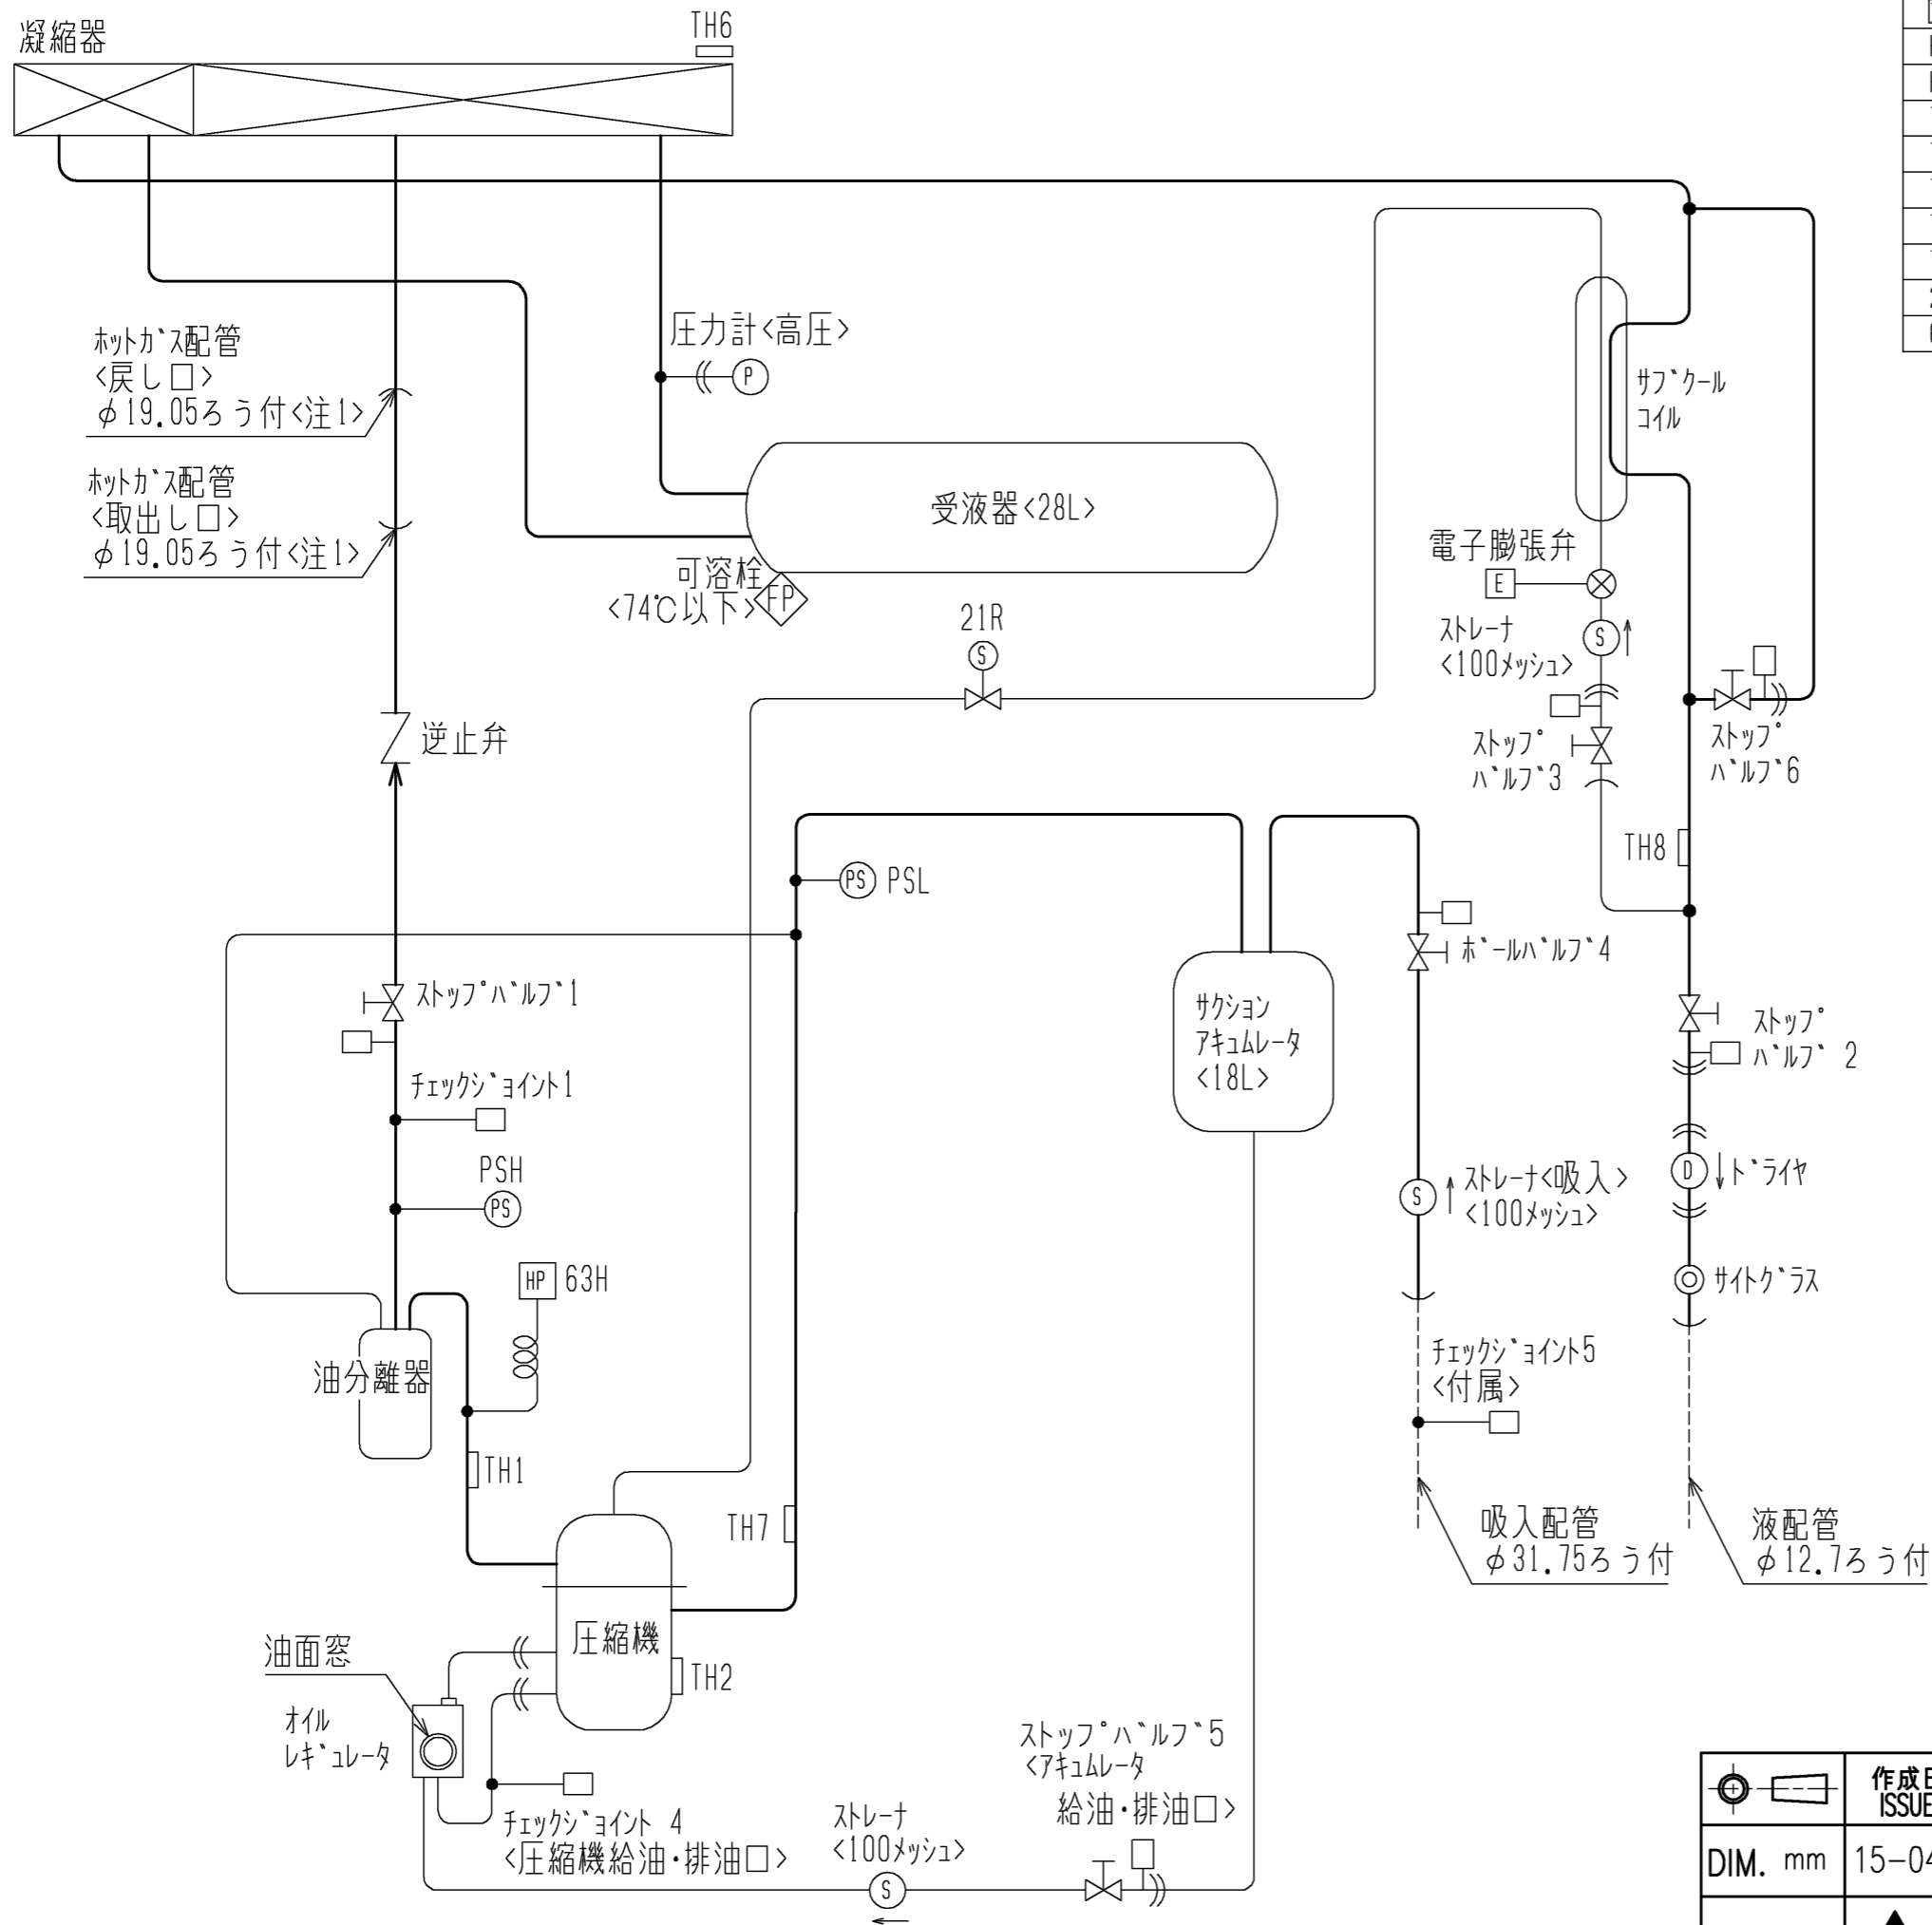 凝縮器
TH6
ホットガス配管
<戻し口>
φ19.05ろう付<注1>
ホットガス配管
<取出し口>
φ19.05ろう付<注1>
圧力計<高圧>
P
受液器<28L>
可溶栓
<74℃以下>
FP
サブクール
コイル
電子膨張弁
E
ストレーナ
<100メッシュ>
S
21R
S
逆止弁
ストップ
バルブ3
ストップ
バルブ6
TH8
PS
PSL
ボールバルブ4
ストップバルブ1
サクション
アキュムレータ
<18L>
ストップ
バルブ 2
チェックジョイント1
PSH
PS
S
ストレーナ<吸入>
<100メッシュ>
D
ドライヤ
HP
63H
サイトグラス
油分離器
チェックジョイント5
<付属>
TH1
TH7
吸入配管
φ31.75ろう付
液配管
φ12.7ろう付
圧縮機
TH2
油面窓
オイル
レギュレータ
チェックジョイント 4
<圧縮機給油・排油口>
ストレーナ
<100メッシュ>
S
ストップバルブ5
<アキュムレータ
給油・排油口>
作成
ISSUE
DIM. mm
15-04